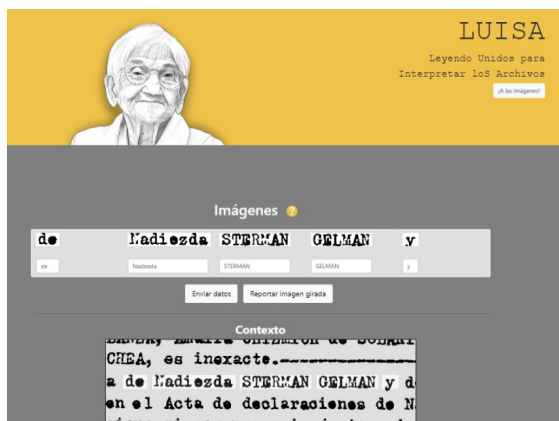 LUISA
Leyendo Unidos para
Interpretar loS Archivos
¡A las imágenes!
Imágenes ?
de Nadiezda STERMAN GELMAN y
de Nadiezda STERMAN GELMAN y
Enviar datos Reportar imagen girada
Contexto
CHEA, es inexacto.
a de Nadiezda STERMAN GELMAN y d
en el Acta de declaraciones de N